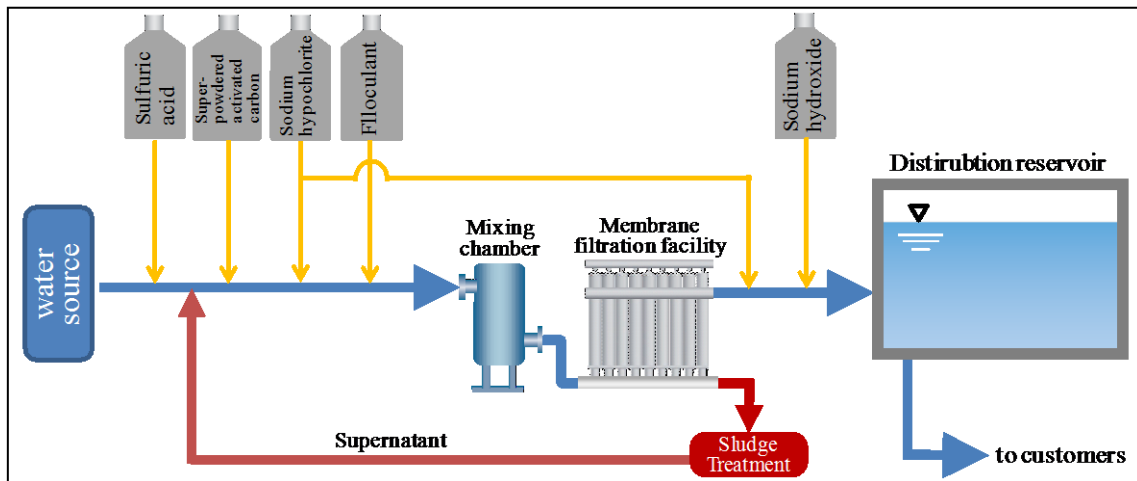 Sulfuric
acid
Super-
powdered
activated
carbon
Sodium
hypochlorite
Flloculant
Sodium
hydroxide
Distirubtion reservoir
Mixing
chamber
Membrane
filtration facility
water
source
Supernatant
Sludge
Treatment
to customers